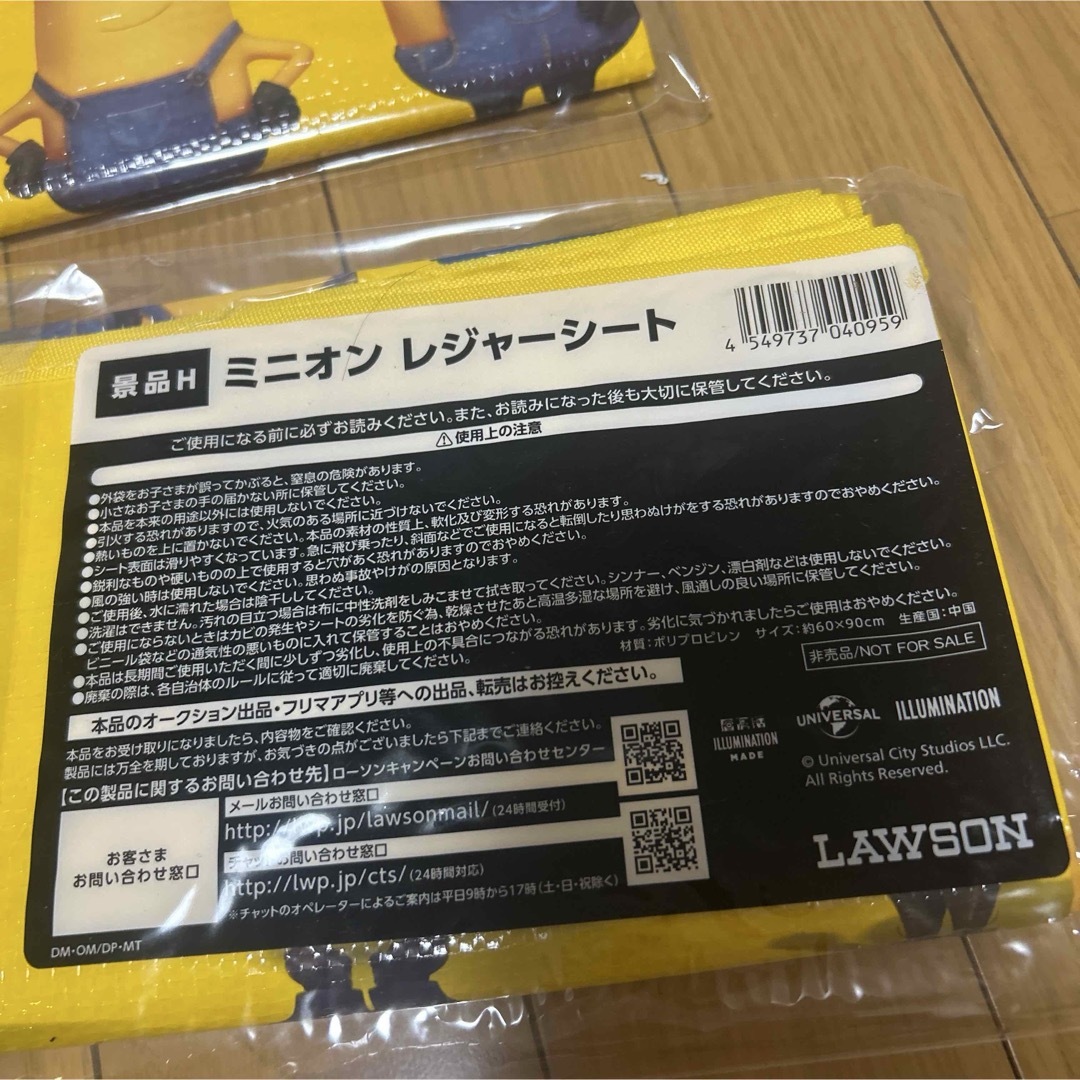 景品H
ミニオン レジャーシート
4 549737 040959
ご使用になる前に必ずお読みください。また、お読みになった後も大切に保管してください。
⚠使用上の注意
●外袋をお子さまが誤ってかぶると、窒息の危険があります。
●小さなお子さまの手の届かない所に保管してください。
●本品を本来の用途以外には使用しないでください。
●引火する恐れがありますので、火気のある場所に近づけないでください。
●熱いものを上に置かないでください。本品の素材の性質上、軟化及び変形する恐れがあります。
●シート表面は滑りやすくなっています。急に飛び乗ったり、斜面などでご使用になると転倒したり思わぬけがをする恐れがありますのでおやめください。
●鋭利なものや硬いものの上で使用すると穴があく恐れがありますのでおやめください。
●風の強い時は使用しないでください。思わぬ事故やけがの原因となります。
●ご使用後、水に濡れた場合は陰干ししてください。
●洗濯はできません。汚れの目立つ場合は布に中性洗剤をしみこませて拭き取ってください。シンナー、ベンジン、漂白剤などは使用しないでください。
●ご使用にならないときはカビの発生やシートの劣化を防ぐ為、乾燥させたあと高温多湿な場所を避け、風通しの良い場所に保管してください。
ビニール袋などの通気性の悪いものに入れて保管することはおやめください。
●本品は長期間ご使用いただく間に少しずつ劣化し、使用上の不具合につながる恐れがあります。劣化に気づかれましたらご使用はおやめください。
●廃棄の際は、各自治体のルールに従って適切に廃棄してください。
材質：ポリプロピレン サイズ：約60×90cm 生産国：中国
非売品/NOT FOR SALE
本品のオークション出品・フリマアプリ等への出品、転売はお控えください。
本品をお受け取りになりましたら、内容物をご確認ください。
製品には万全を期しておりますが、お気づきの点がございましたら下記までご連絡ください。
【この製品に関するお問い合わせ先】ローソンキャンペーンお問い合わせセンター
お客さま
お問い合わせ窓口
メールお問い合わせ窓口
http://lwp.jp/lawsonmail/(24時間受付)
チャットお問い合わせ窓口
http://lwp.jp/cts/(24時間対応)
※チャットのオペレーターによるご案内は平日9時から17時(土・日・祝除く)
DM・OM/DP・MT
ILLUMINATION
MADE
UNIVERSAL
ILLUMINATION
© Universal City Studios LLC.
All Rights Reserved.
LAWSON